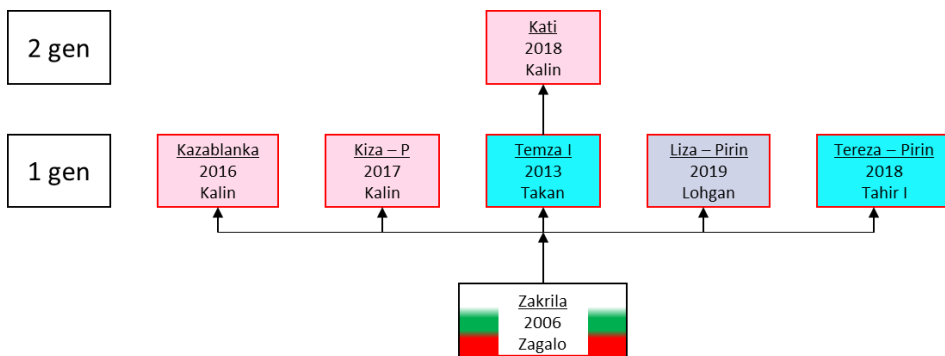 2 gen
Kati
2018
Kalin
1 gen
Kazablanka
2016
Kalin
Kiza – P
2017
Kalin
Temza I
2013
Takan
Liza – Pirin
2019
Lohgan
Tereza – Pirin
2018
Tahir I
Zakrila
2006
Zagalo